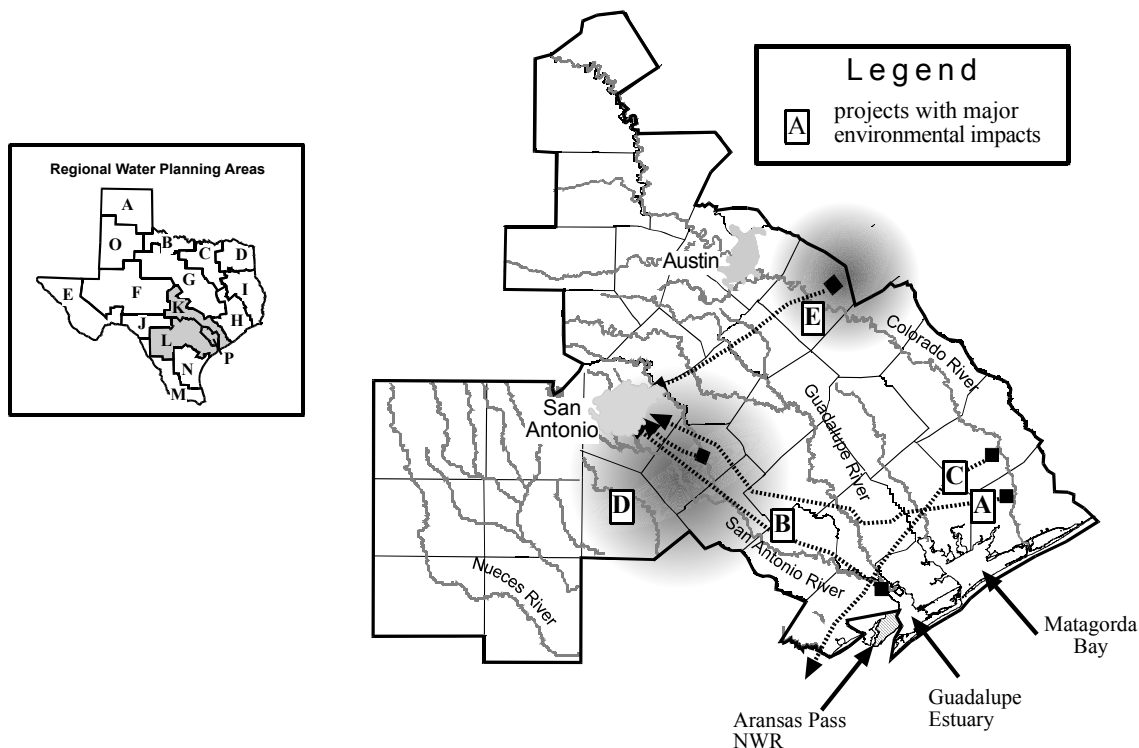 Legend
A
projects with major
environmental impacts
Regional Water Planning Areas
A
O
B
C
D
G
E
F
I
K
H
J
L
P
N
M
Austin
E
Colorado River
San
Antonio
Guadalupe River
C
D
B
A
San Antonio River
Nueces River
Matagorda
Bay
Guadalupe
Estuary
Aransas Pass
NWR